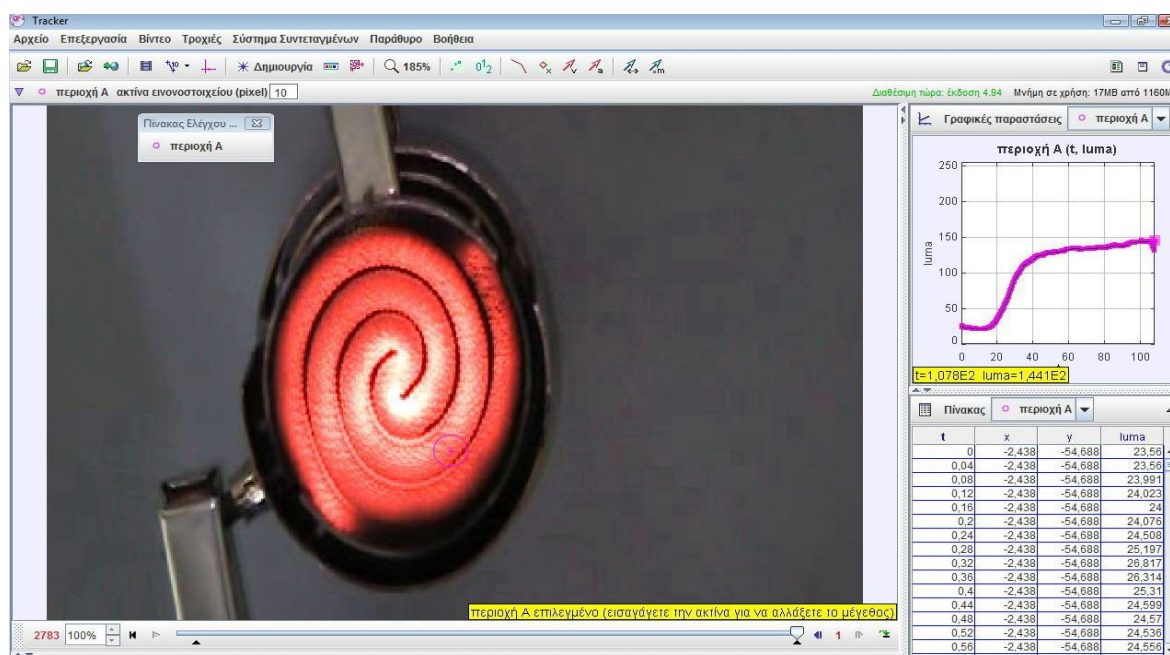 Tracker
Αρχείο Επεξεργασία Βίντεο Τροχιές Σύστημα Συντεταγμένων Παράθυρο Βοήθεια
Δημιουργία 185%
περιοχή A ακτίνα εινονοστοιχείου (pixel) 10 Διαθέσιμη τώρα: έκδοση 4.94 Μνήμη σε χρήση: 17MB από 1160M
Πίνακας Ελέγχου ...
περιοχή A
Γραφικές παραστάσεις περιοχή A
περιοχή A (t, luma)
250
200
150
100
50
0
luma
0 20 40 60 80 100
t=1,078E2 luma=1,441E2
Πίνακας περιοχή A
t x y luma
0 -2,438 -54,688 23,56
0,04 -2,438 -54,688 23,56
0,08 -2,438 -54,688 23,991
0,12 -2,438 -54,688 24,023
0,16 -2,438 -54,688 24
0,2 -2,438 -54,688 24,076
0,24 -2,438 -54,688 24,508
0,28 -2,438 -54,688 25,197
0,32 -2,438 -54,688 26,817
0,36 -2,438 -54,688 26,314
0,4 -2,438 -54,688 25,31
0,44 -2,438 -54,688 24,599
0,48 -2,438 -54,688 24,57
0,52 -2,438 -54,688 24,536
0,56 -2,438 -54,688 24,556
περιοχή A επιλεγμένο (εισαγάγετε την ακτίνα για να αλλάξετε το μέγεθος)
2783 100% 1